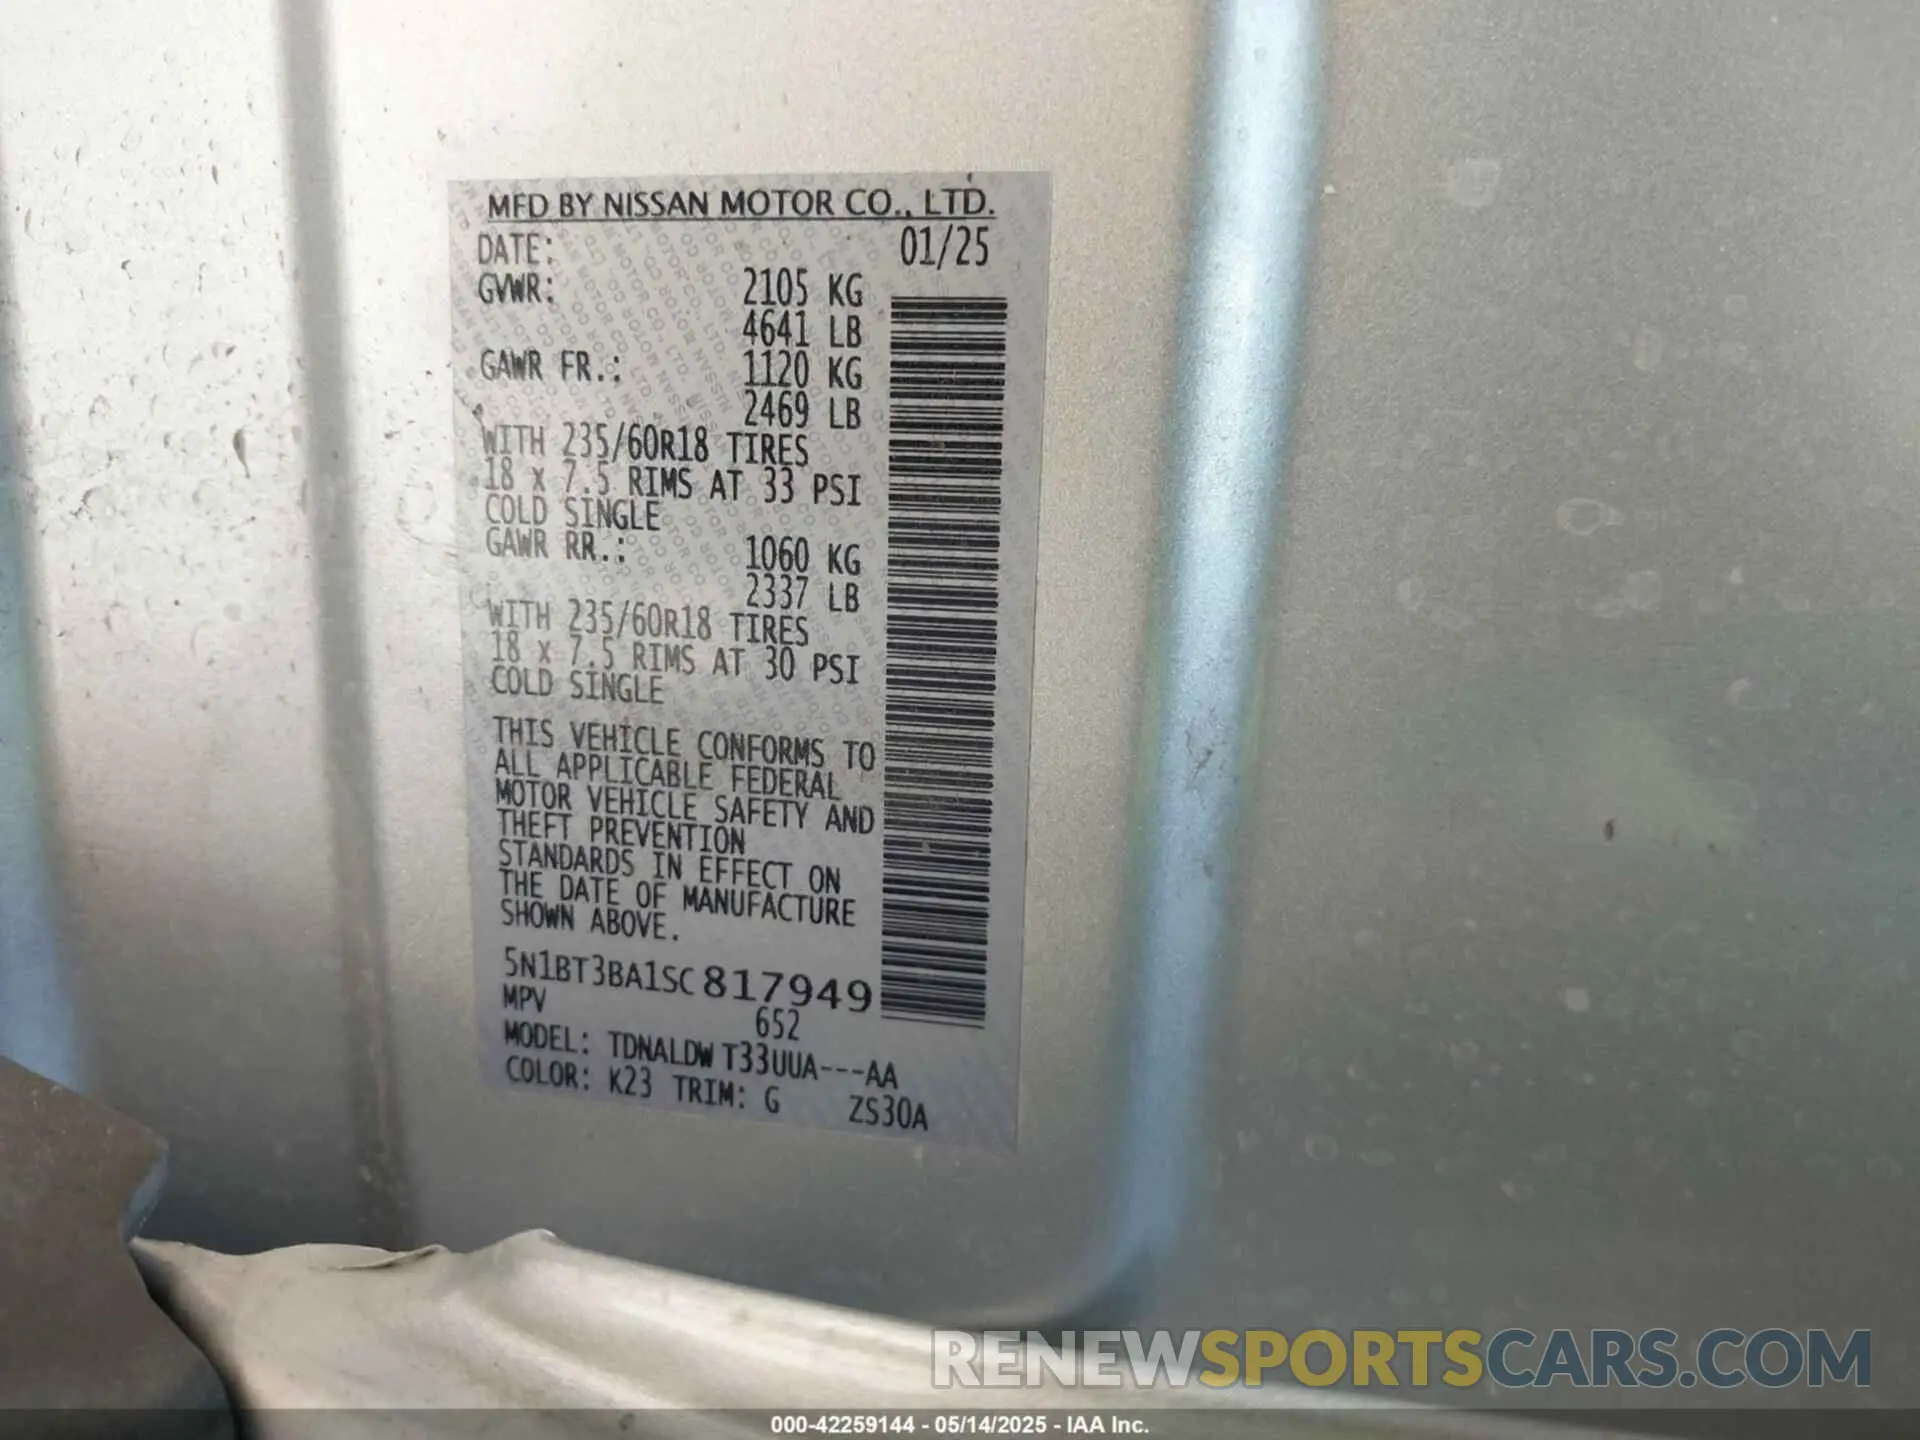 MFD BY NISSAN MOTOR CO., LTD.
DATE: 01/25
GVWR: 2105 KG
4641 LB
GAWR FR.: 1120 KG
2469 LB
WITH 235/60R18 TIRES
18 x 7.5 RIMS AT 33 PSI
COLD SINGLE
GAWR RR.: 1060 KG
2337 LB
WITH 235/60R18 TIRES
18 x 7.5 RIMS AT 30 PSI
COLD SINGLE
THIS VEHICLE CONFORMS TO
ALL APPLICABLE FEDERAL
MOTOR VEHICLE SAFETY AND
THEFT PREVENTION
STANDARDS IN EFFECT ON
THE DATE OF MANUFACTURE
SHOWN ABOVE.
5N1BT3BA1SC817949
MPV 652
MODEL: TDNALDW T33UUA---AA
COLOR: K23 TRIM: G ZS30A
RENEWSPORTSCARS.COM
000-42259144 - 05/14/2025 - IAA Inc.